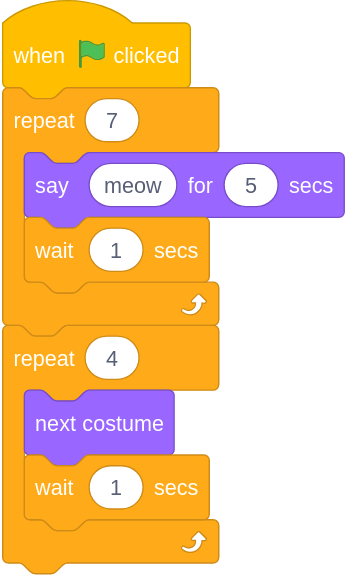 when clicked
repeat 7
say meow for 5 secs
wait 1 secs
repeat 4
next costume
wait 1 secs